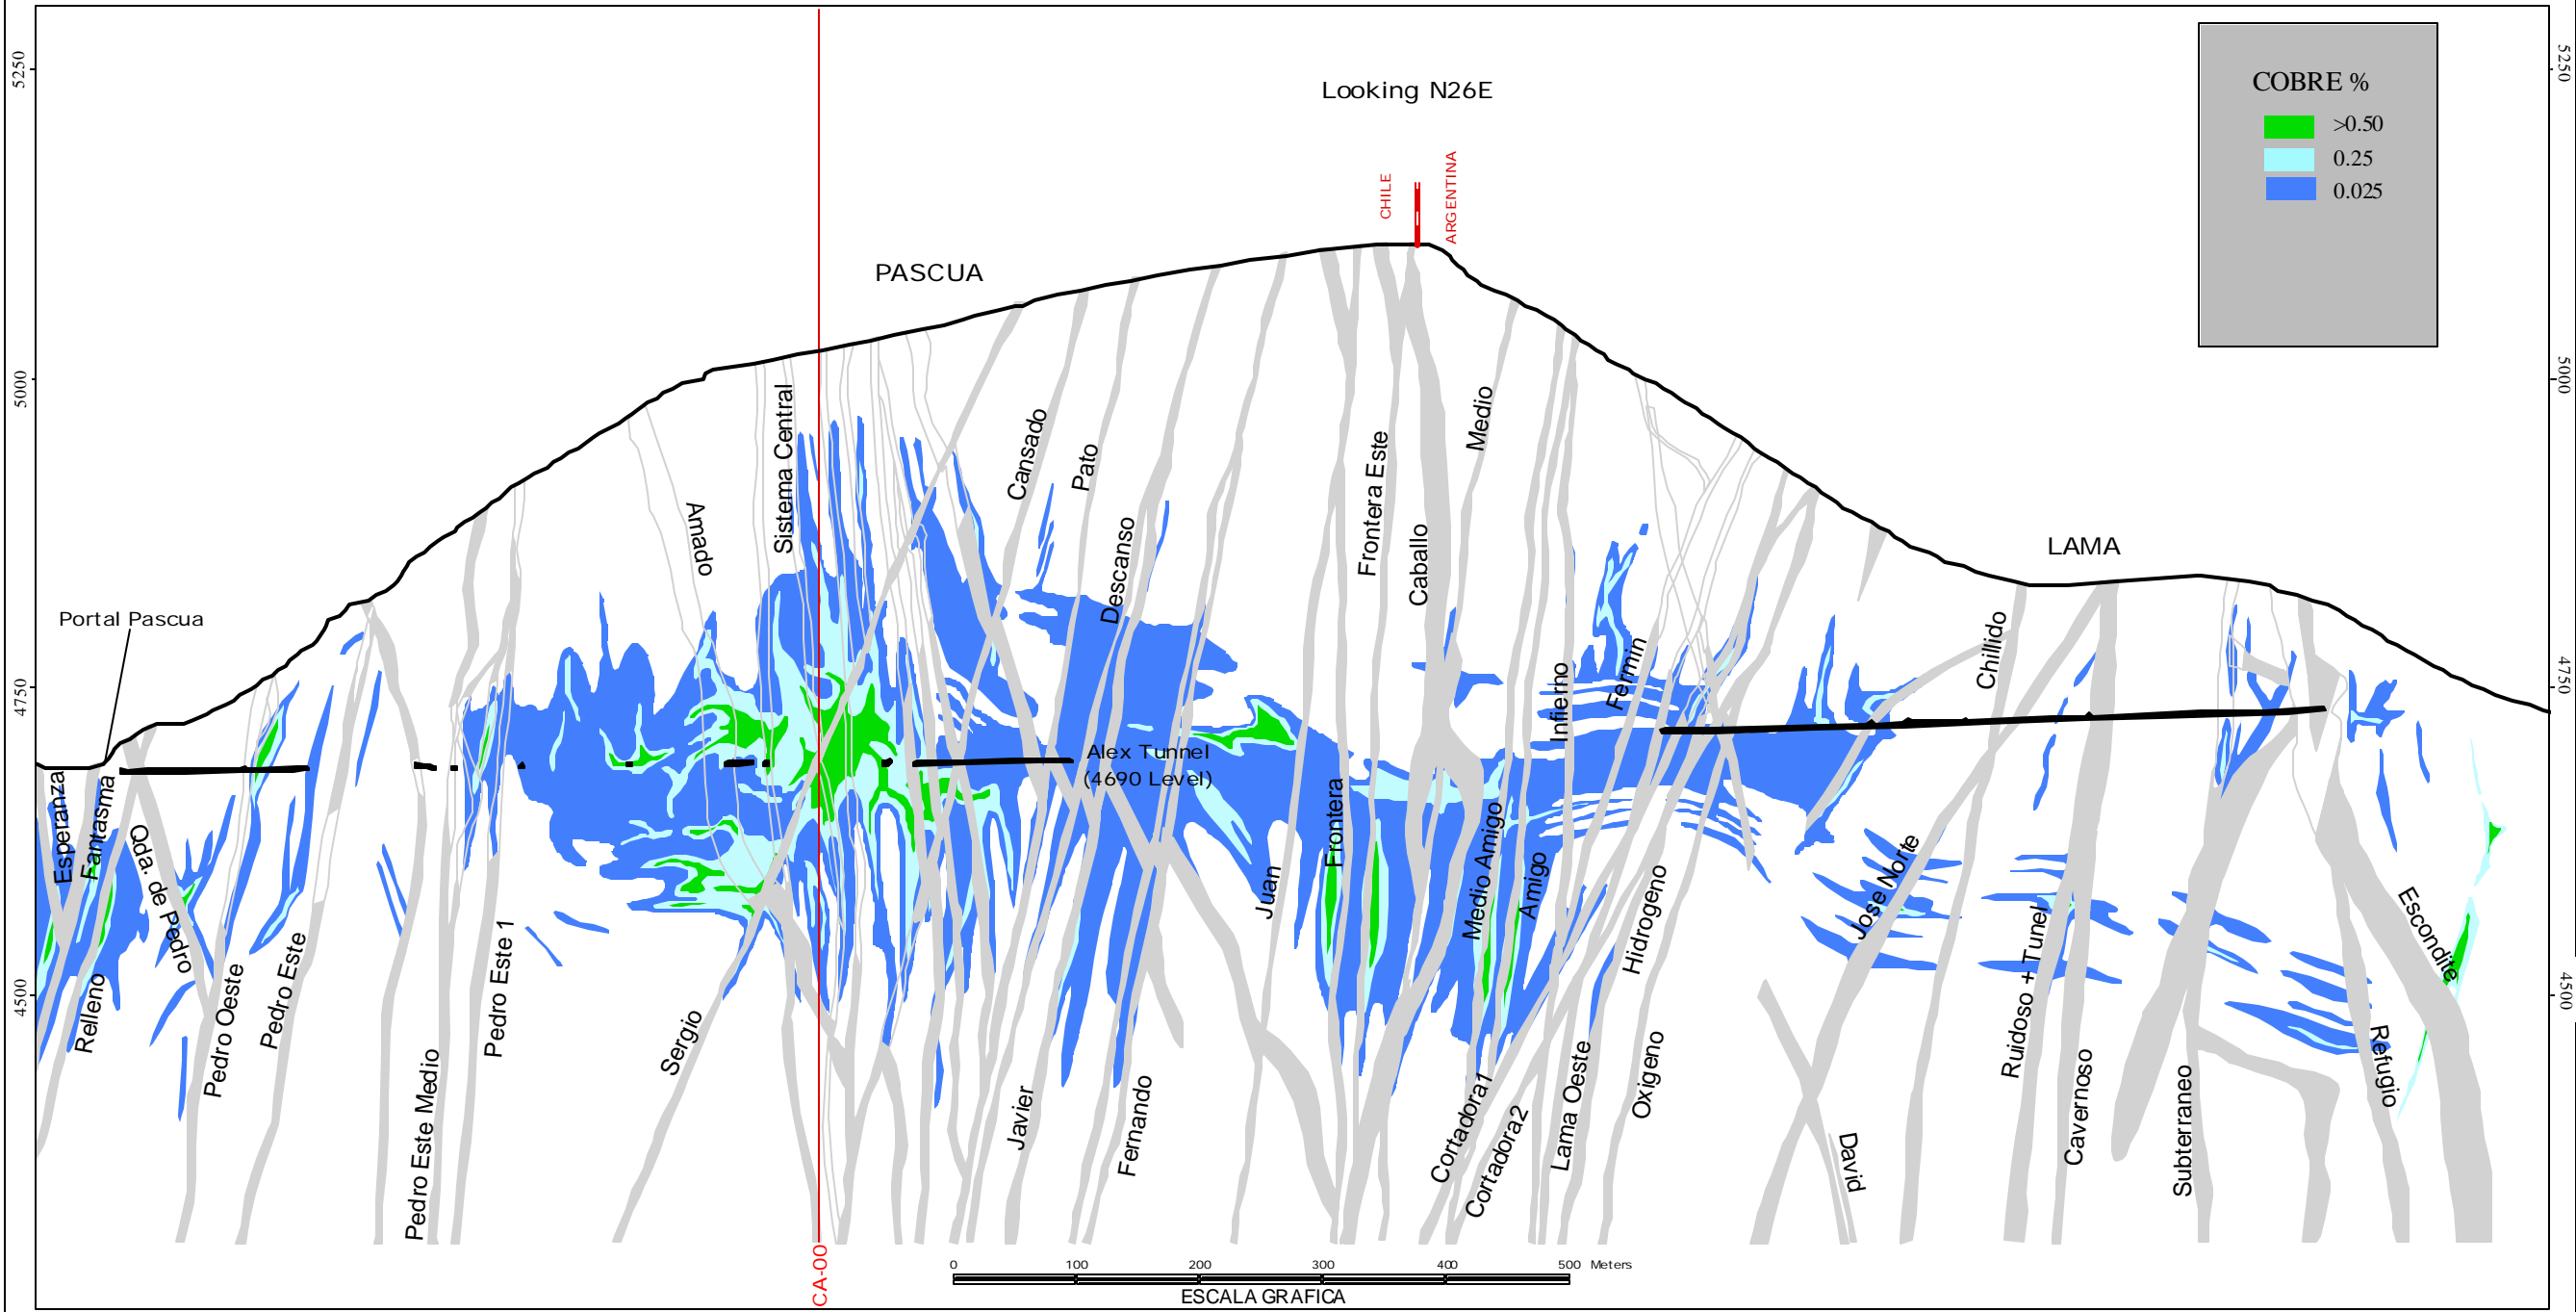 5250
5000
4750
4500
5250
5000
4750
4500
COBRE %
>0.50
0.25
0.025
Looking N26E
CHILE
ARGENTINA
PASCUA
LAMA
Portal Pascua
Alex Tunnel
(4690 Level)
Esperanza
Fantasma
Relleno
Qda. de Pedro
Pedro Oeste
Pedro Este
Pedro Este Medio
Pedro Este 1
Sergio
Amado
Sistema Central
Cansado
Pato
Descanso
Javier
Fernando
Juan
Frontera
Frontera Este
Caballo
Medio
Medio Amigo
Amigo
Infierno
Fermin
Cortadora1
Cortadora2
Lama Oeste
Hidrogeno
Oxigeno
David
Jose Norte
Chillido
Ruidoso + Tunel
Cavernoso
Subterraneo
Refugio
Escondite
CA-00
0
100
200
300
400
500 Meters
ESCALA GRAFICA